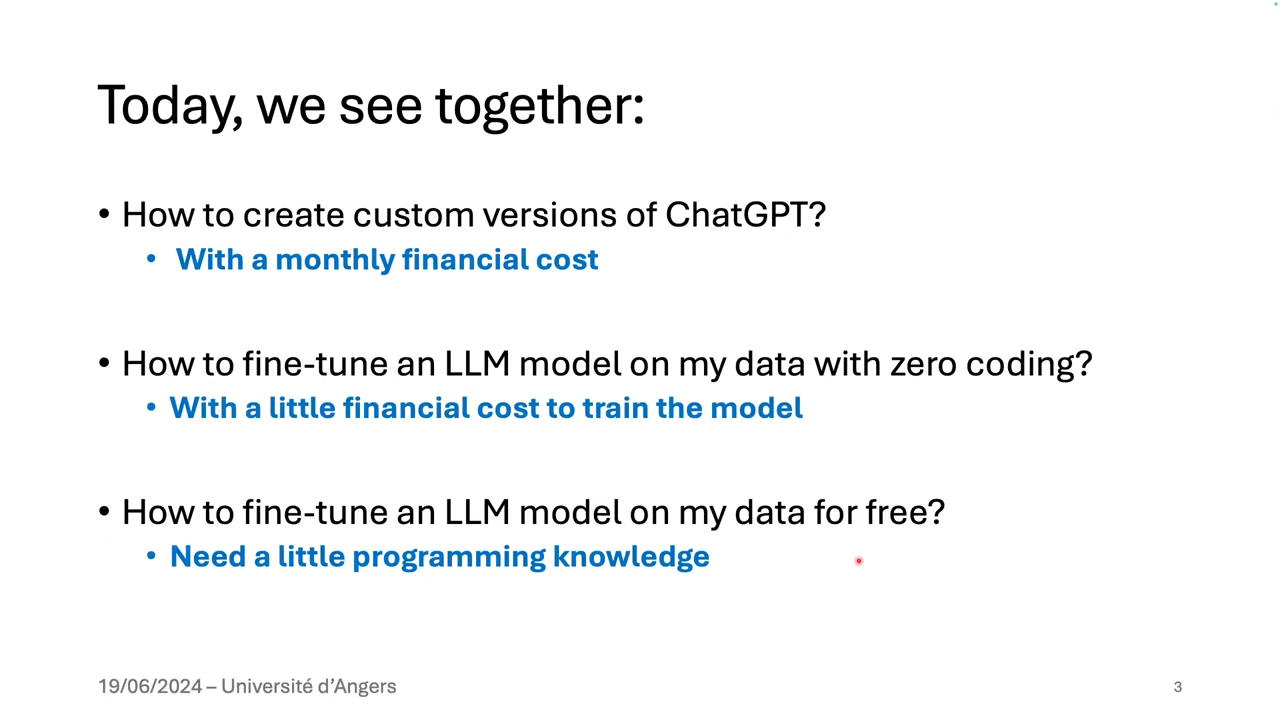 Today, we see together:
• How to create custom versions of ChatGPT?
• With a monthly financial cost
• How to fine-tune an LLM model on my data with zero coding?
• With a little financial cost to train the model
• How to fine-tune an LLM model on my data for free?
• Need a little programming knowledge
19/06/2024 – Université d’Angers
3